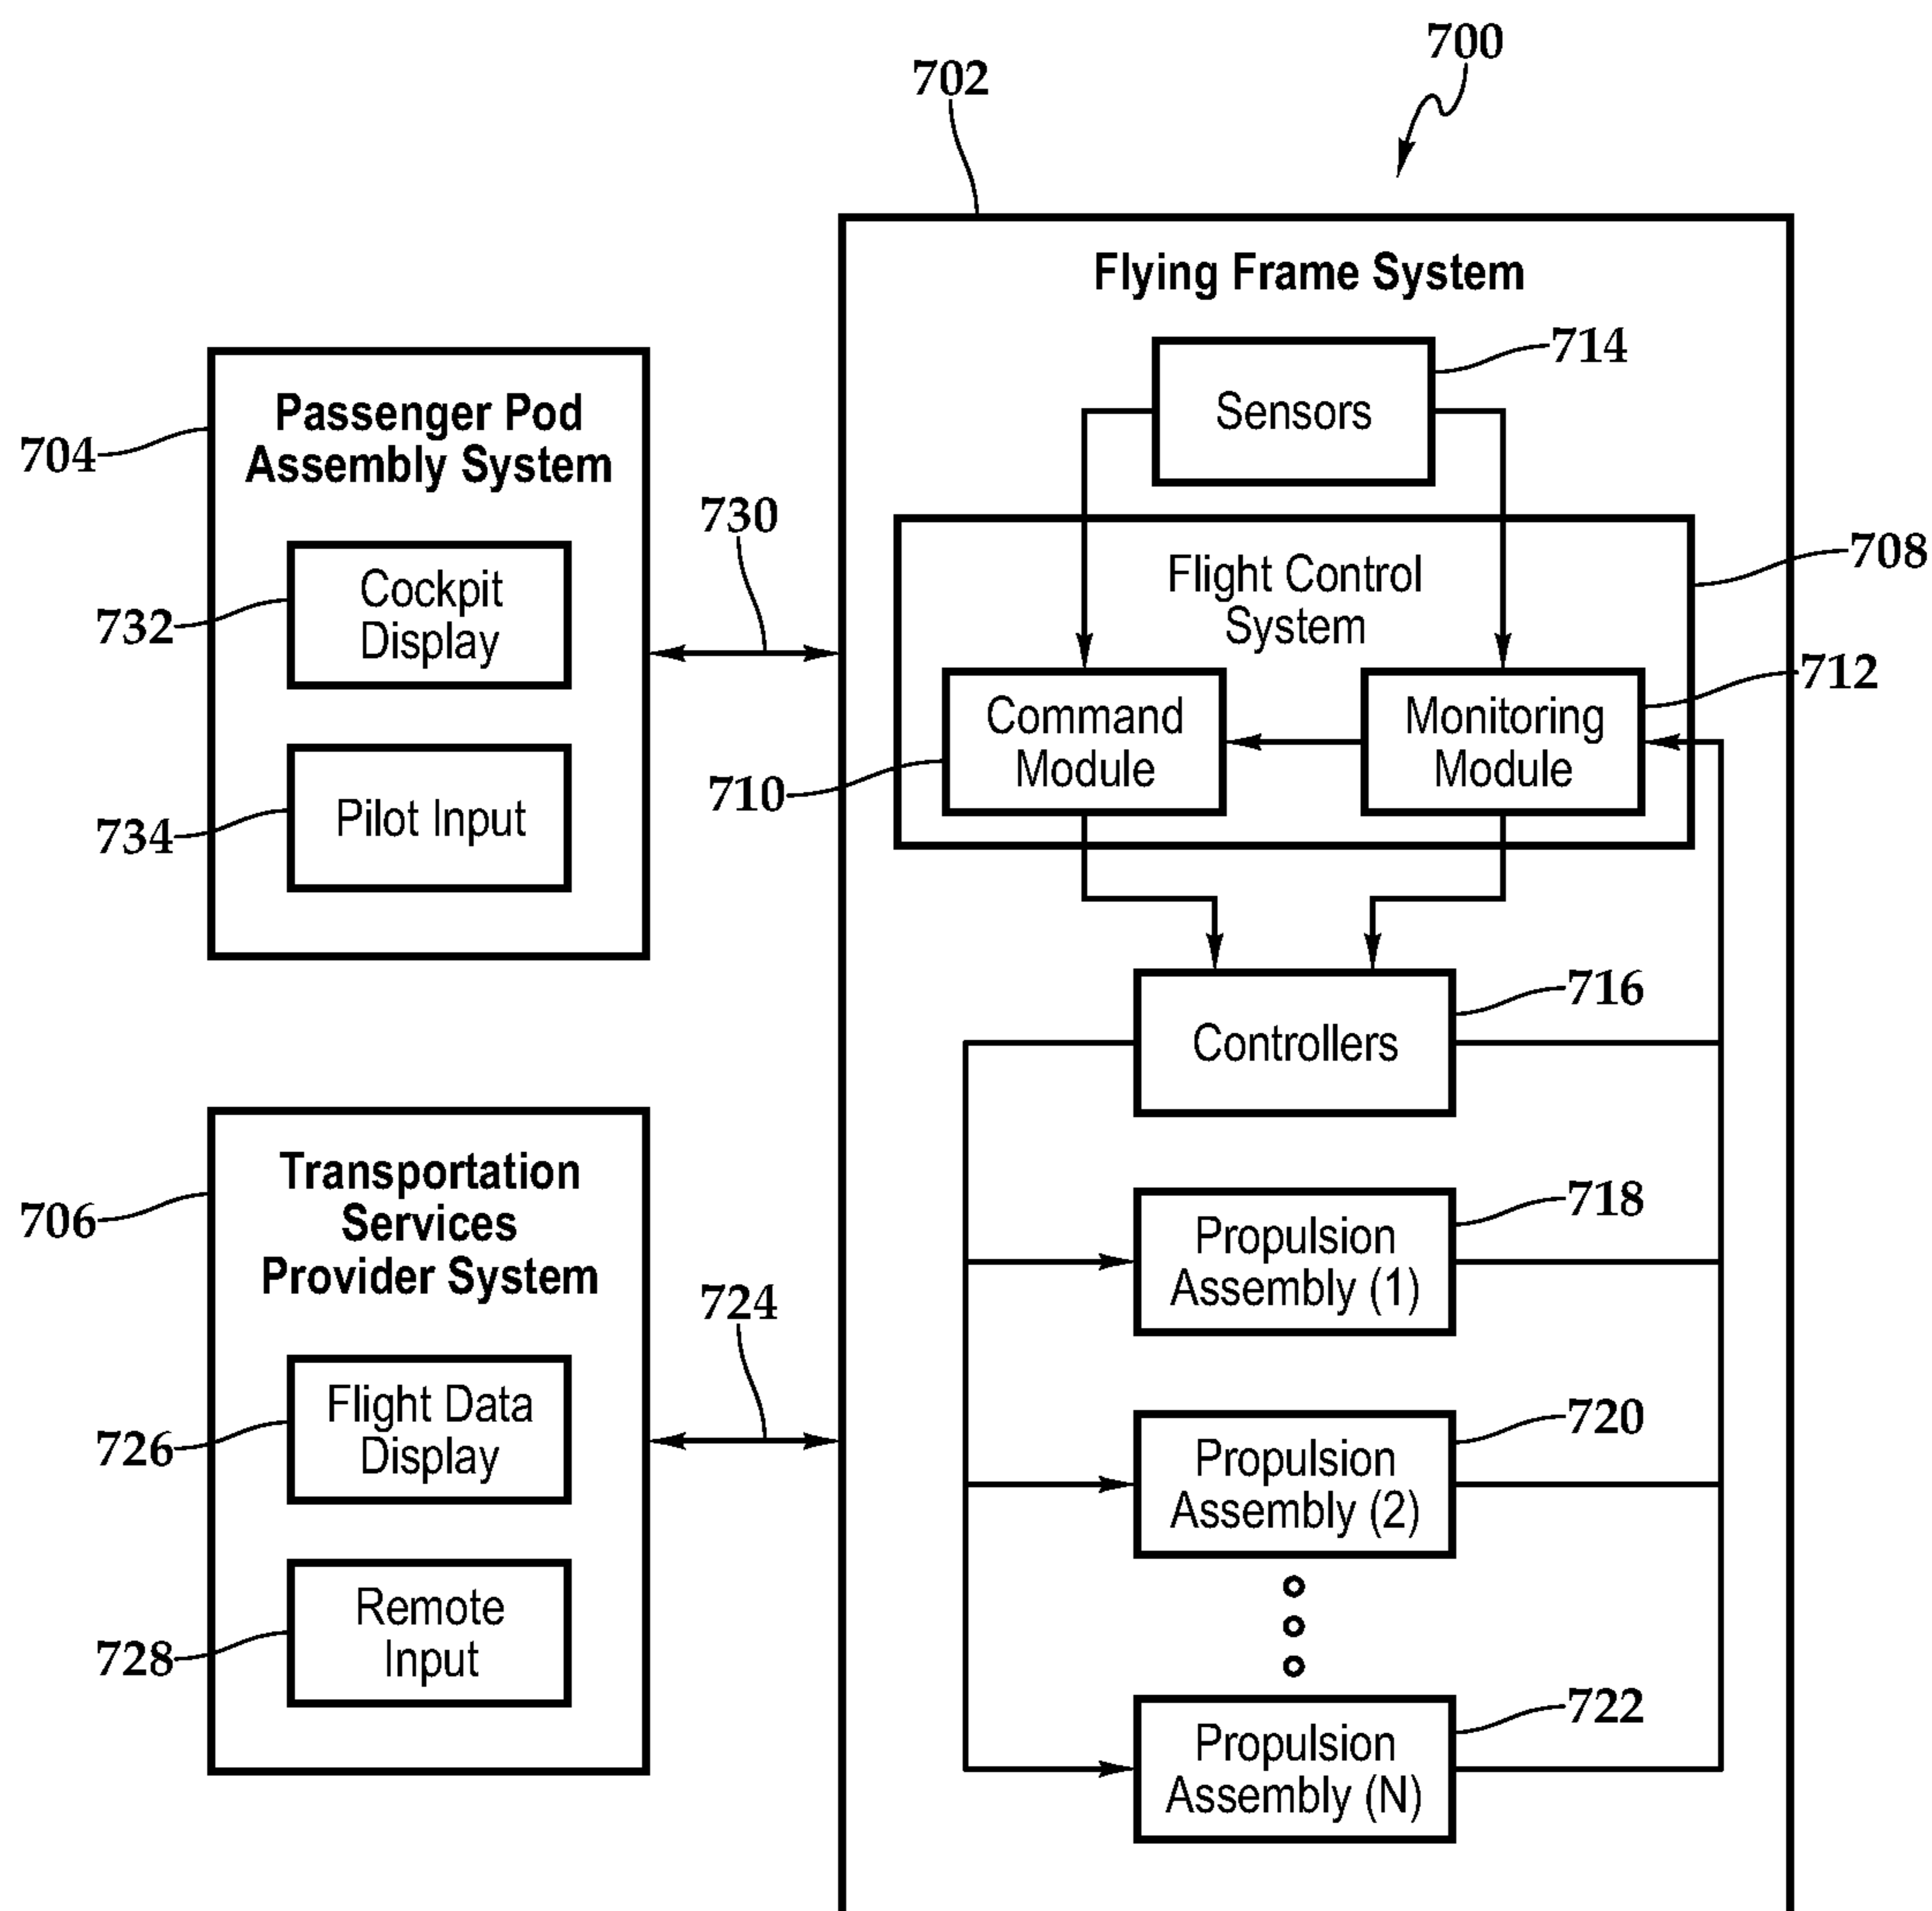 700
702
Flying Frame System
714
Sensors
Passenger Pod
Assembly System
704
730
708
Flight Control
System
Cockpit
Display
732
712
Command
Module
Monitoring
Module
710
Pilot Input
734
716
Controllers
Transportation
Services
Provider System
706
718
Propulsion
Assembly (1)
724
Flight Data
Display
726
720
Propulsion
Assembly (2)
Remote
Input
728
722
Propulsion
Assembly (N)